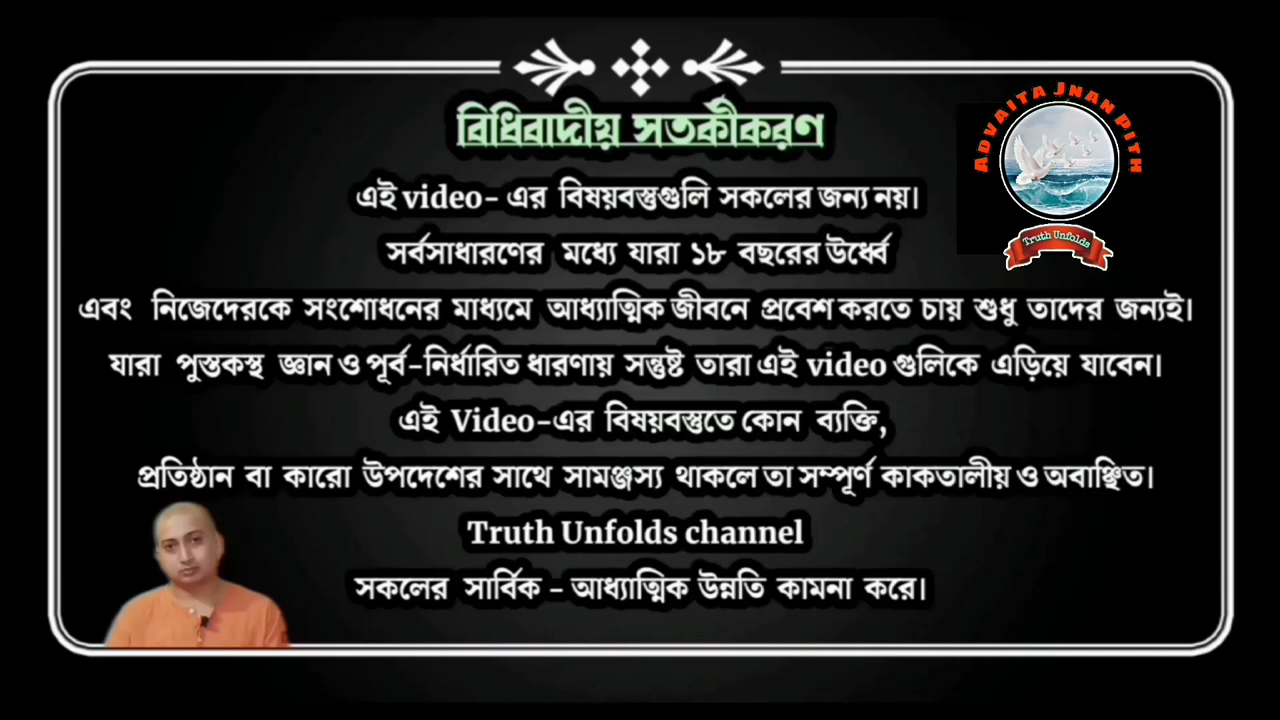 বিধিবাদীয় সতর্কীকরণ
ADVAITA JNAN PITH
Truth Unfolds
এই video- এর বিষয়বস্তুগুলি সকলের জন্য নয়।
সর্বসাধারণের মধ্যে যারা ১৮ বছরের উর্ধ্বে
এবং নিজেদেরকে সংশোধনের মাধ্যমে আধ্যাত্মিক জীবনে প্রবেশ করতে চায় শুধু তাদের জন্যই।
যারা পুস্তকস্থ জ্ঞান ও পূর্ব-নির্ধারিত ধারণায় সন্তুষ্ট তারা এই video গুলিকে এড়িয়ে যাবেন।
এই Video-এর বিষয়বস্তুতে কোন ব্যক্তি,
প্রতিষ্ঠান বা কারো উপদেশের সাথে সামঞ্জস্য থাকলে তা সম্পূর্ণ কাকতালীয় ও অবাঞ্ছিত।
Truth Unfolds channel
সকলের সার্বিক - আধ্যাত্মিক উন্নতি কামনা করে।